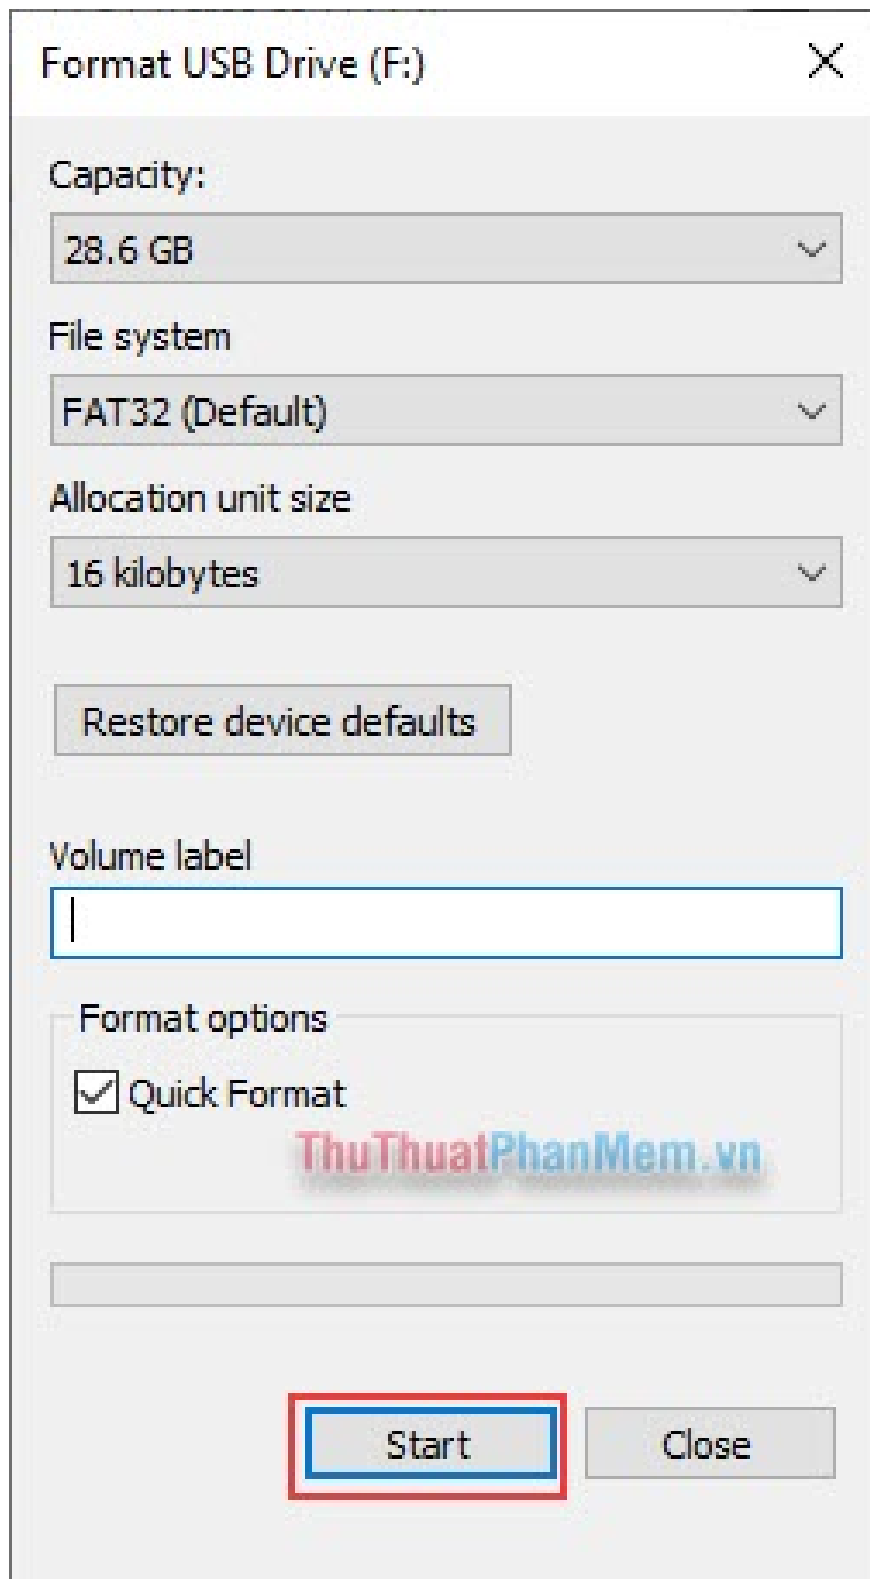 Format USB Drive (F:)
Capacity:
28.6 GB
File system
FAT32 (Default)
Allocation unit size
16 kilobytes
Restore device defaults
Volume label
Format options
Quick Format
ThuThuatPhanMem.vn
Start Close